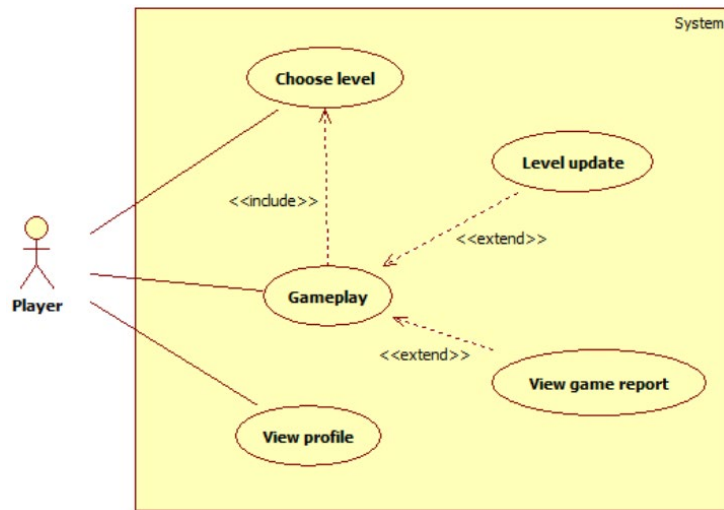 System
Choose level
Level update
<<include>>
<<extend>>
Gameplay
Player
<<extend>>
View game report
View profile